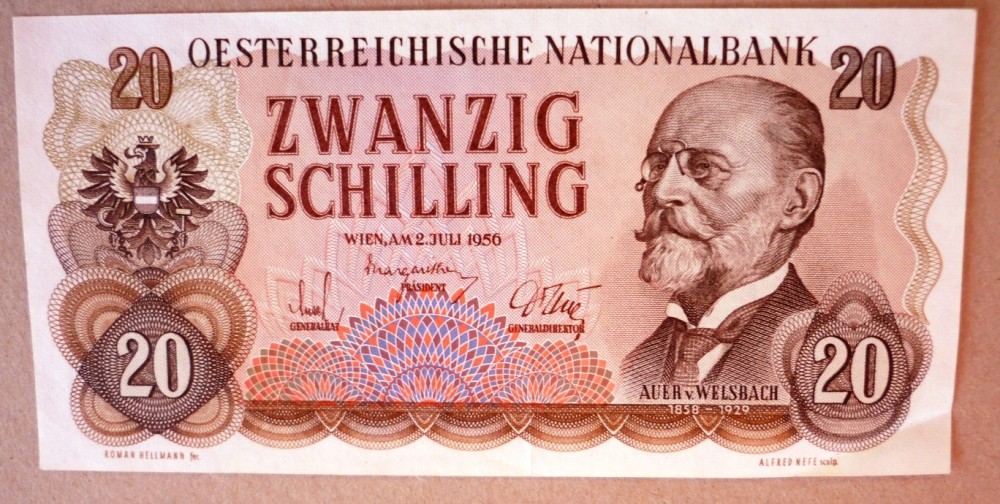 20 OESTERREICHISCHE NATIONALBANK 20
ZWANZIG
SCHILLING
WIEN, AM 2. JULI 1956
PRÄSIDENT
GENERALRAT
GENERALDIREKTOR
AUER v. WELSBACH
1858 – 1929
20
20
ROMAN HELLMANN fec.
ALFRED NEFE sculp.